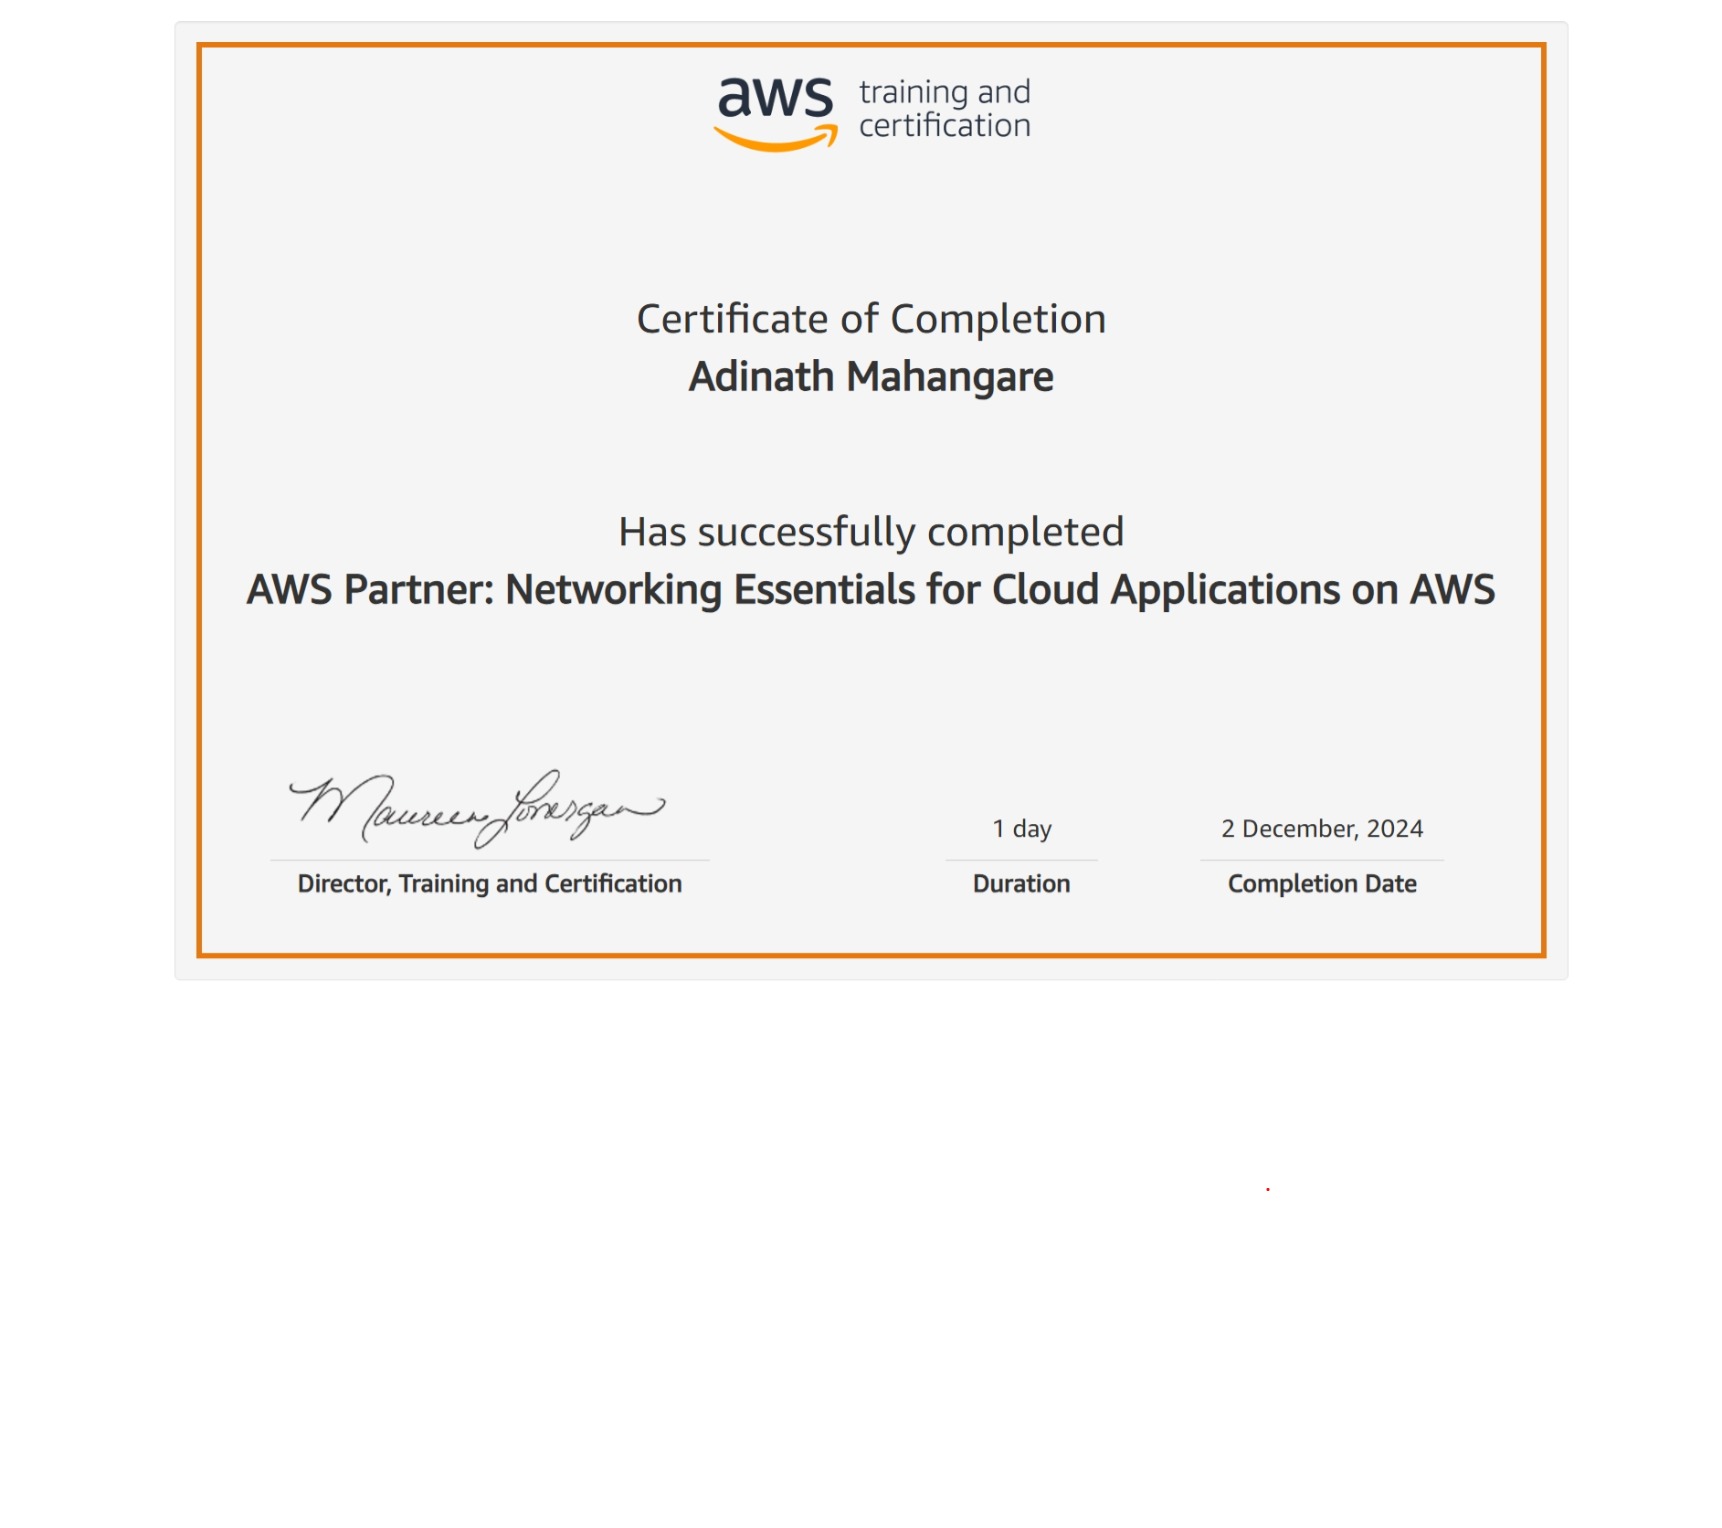 aws training and
certification
Certificate of Completion
Adinath Mahangare
Has successfully completed
AWS Partner: Networking Essentials for Cloud Applications on AWS
Maureen Lonergan
1 day
2 December, 2024
Director, Training and Certification
Duration
Completion Date